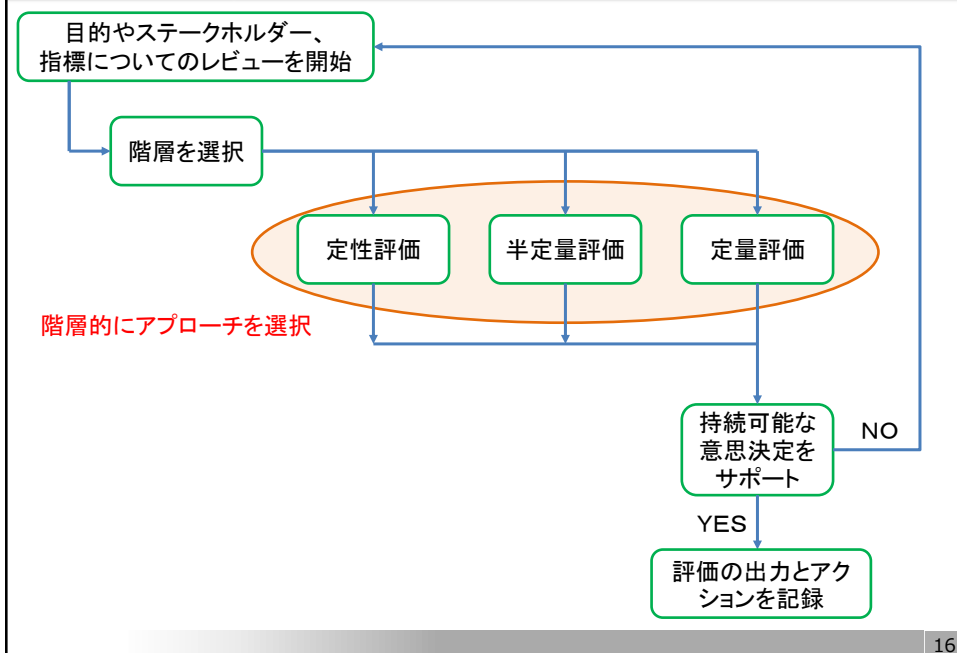 目的やステークホルダー、
指標についてのレビューを開始
階層を選択
定性評価
半定量評価
定量評価
階層的にアプローチを選択
持続可能な
意思決定を
サポート
NO
YES
評価の出力とアク
ションを記録
16